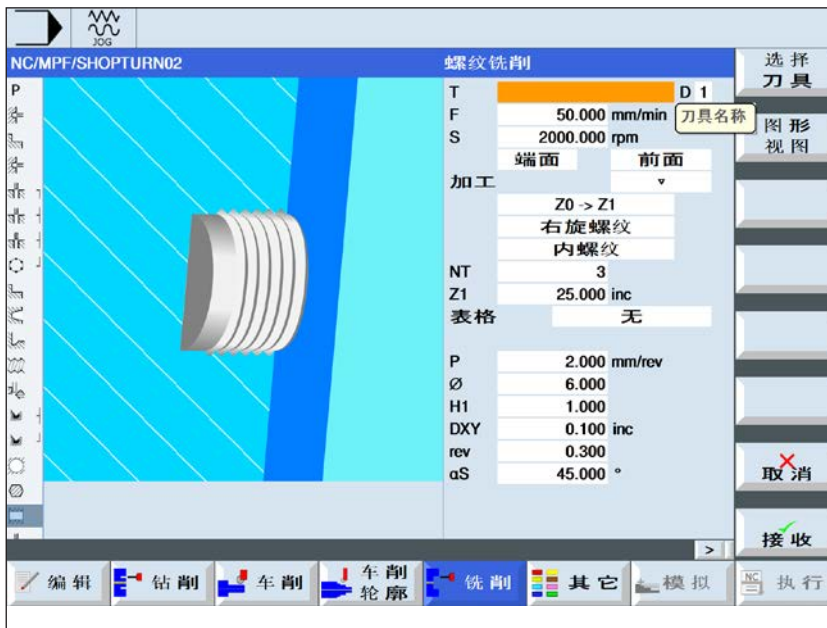 JOG
NC/MPF/SHOPTURN02
螺纹铣削
P
T D 1
F 50.000 mm/min
刀具名称
S 2000.000 rpm
端面 前面
加工 ▿
Z0 -> Z1
右旋螺纹
内螺纹
NT 3
Z1 25.000 inc
表格 无
P 2.000 mm/rev
Ø 6.000
H1 1.000
DXY 0.100 inc
rev 0.300
αS 45.000 °
选择
刀具
图形
视图
取消
接收
>
编辑
钻削
车削
车削
轮廓
铣削
其它
模拟
NC
执行